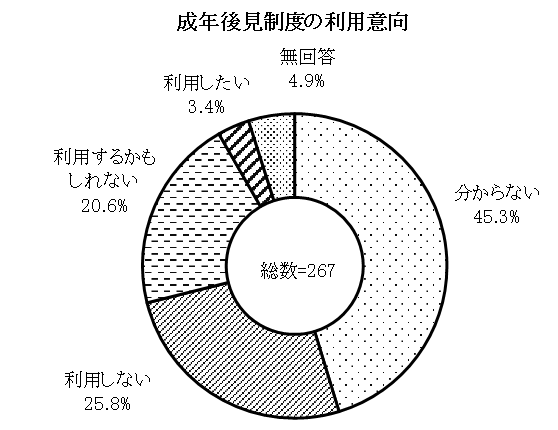 成年後見制度の利用意向
無回答
4.9%
利用したい
3.4%
利用するかも
しれない
20.6%
分からない
45.3%
総数=267
利用しない
25.8%